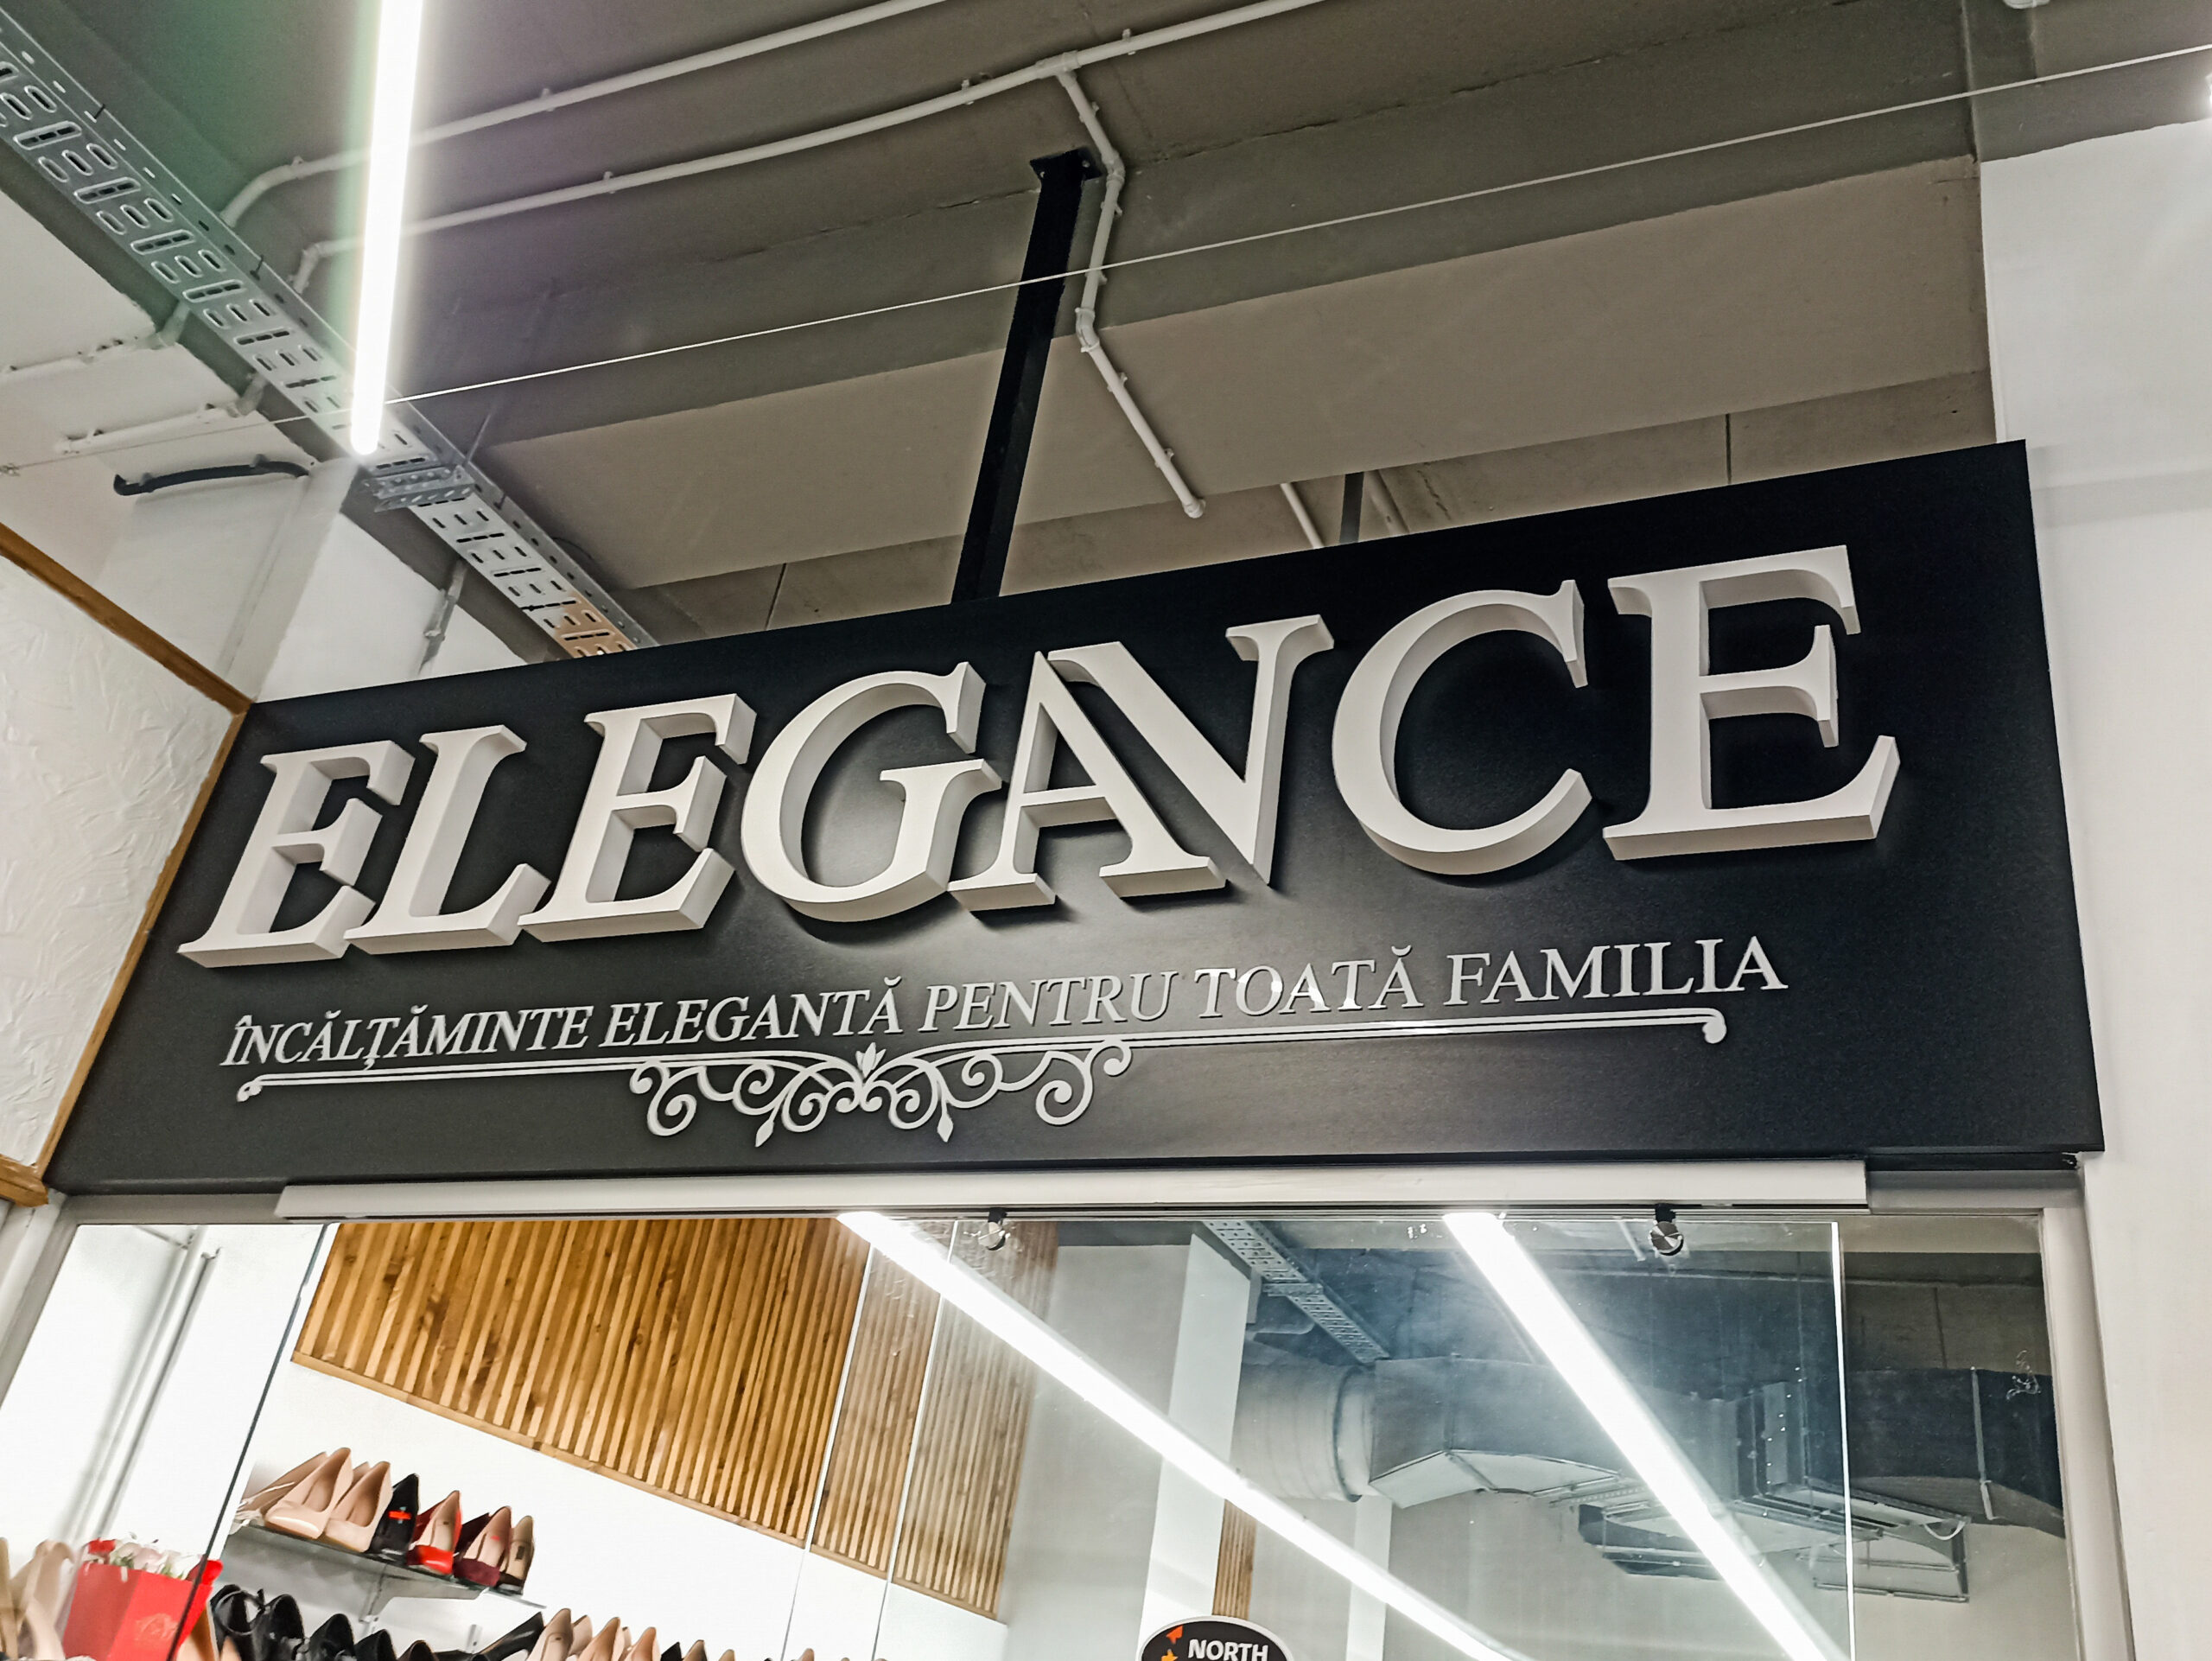 ELEGANCE
ÎNCĂLȚĂMINTE ELEGANTĂ PENTRU TOATĂ FAMILIA
NORTH